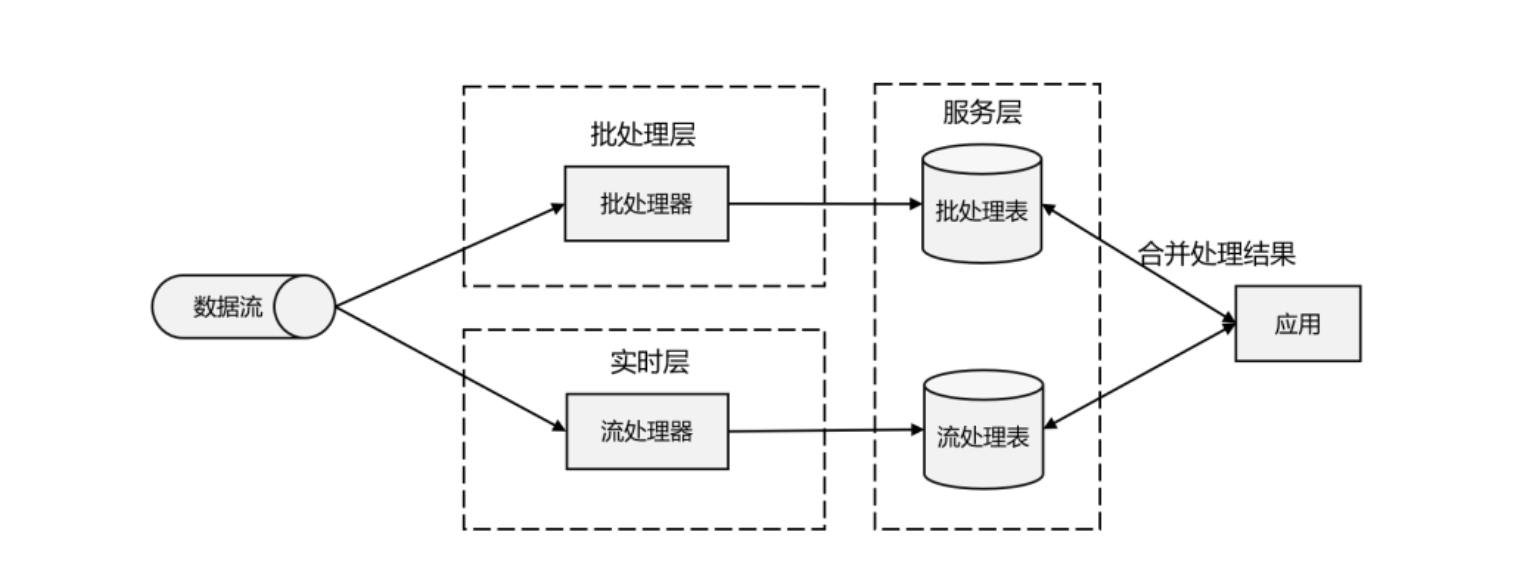 服务层
批处理层
批处理器
批处理表
合并处理结果
数据流
应用
实时层
流处理器
流处理表